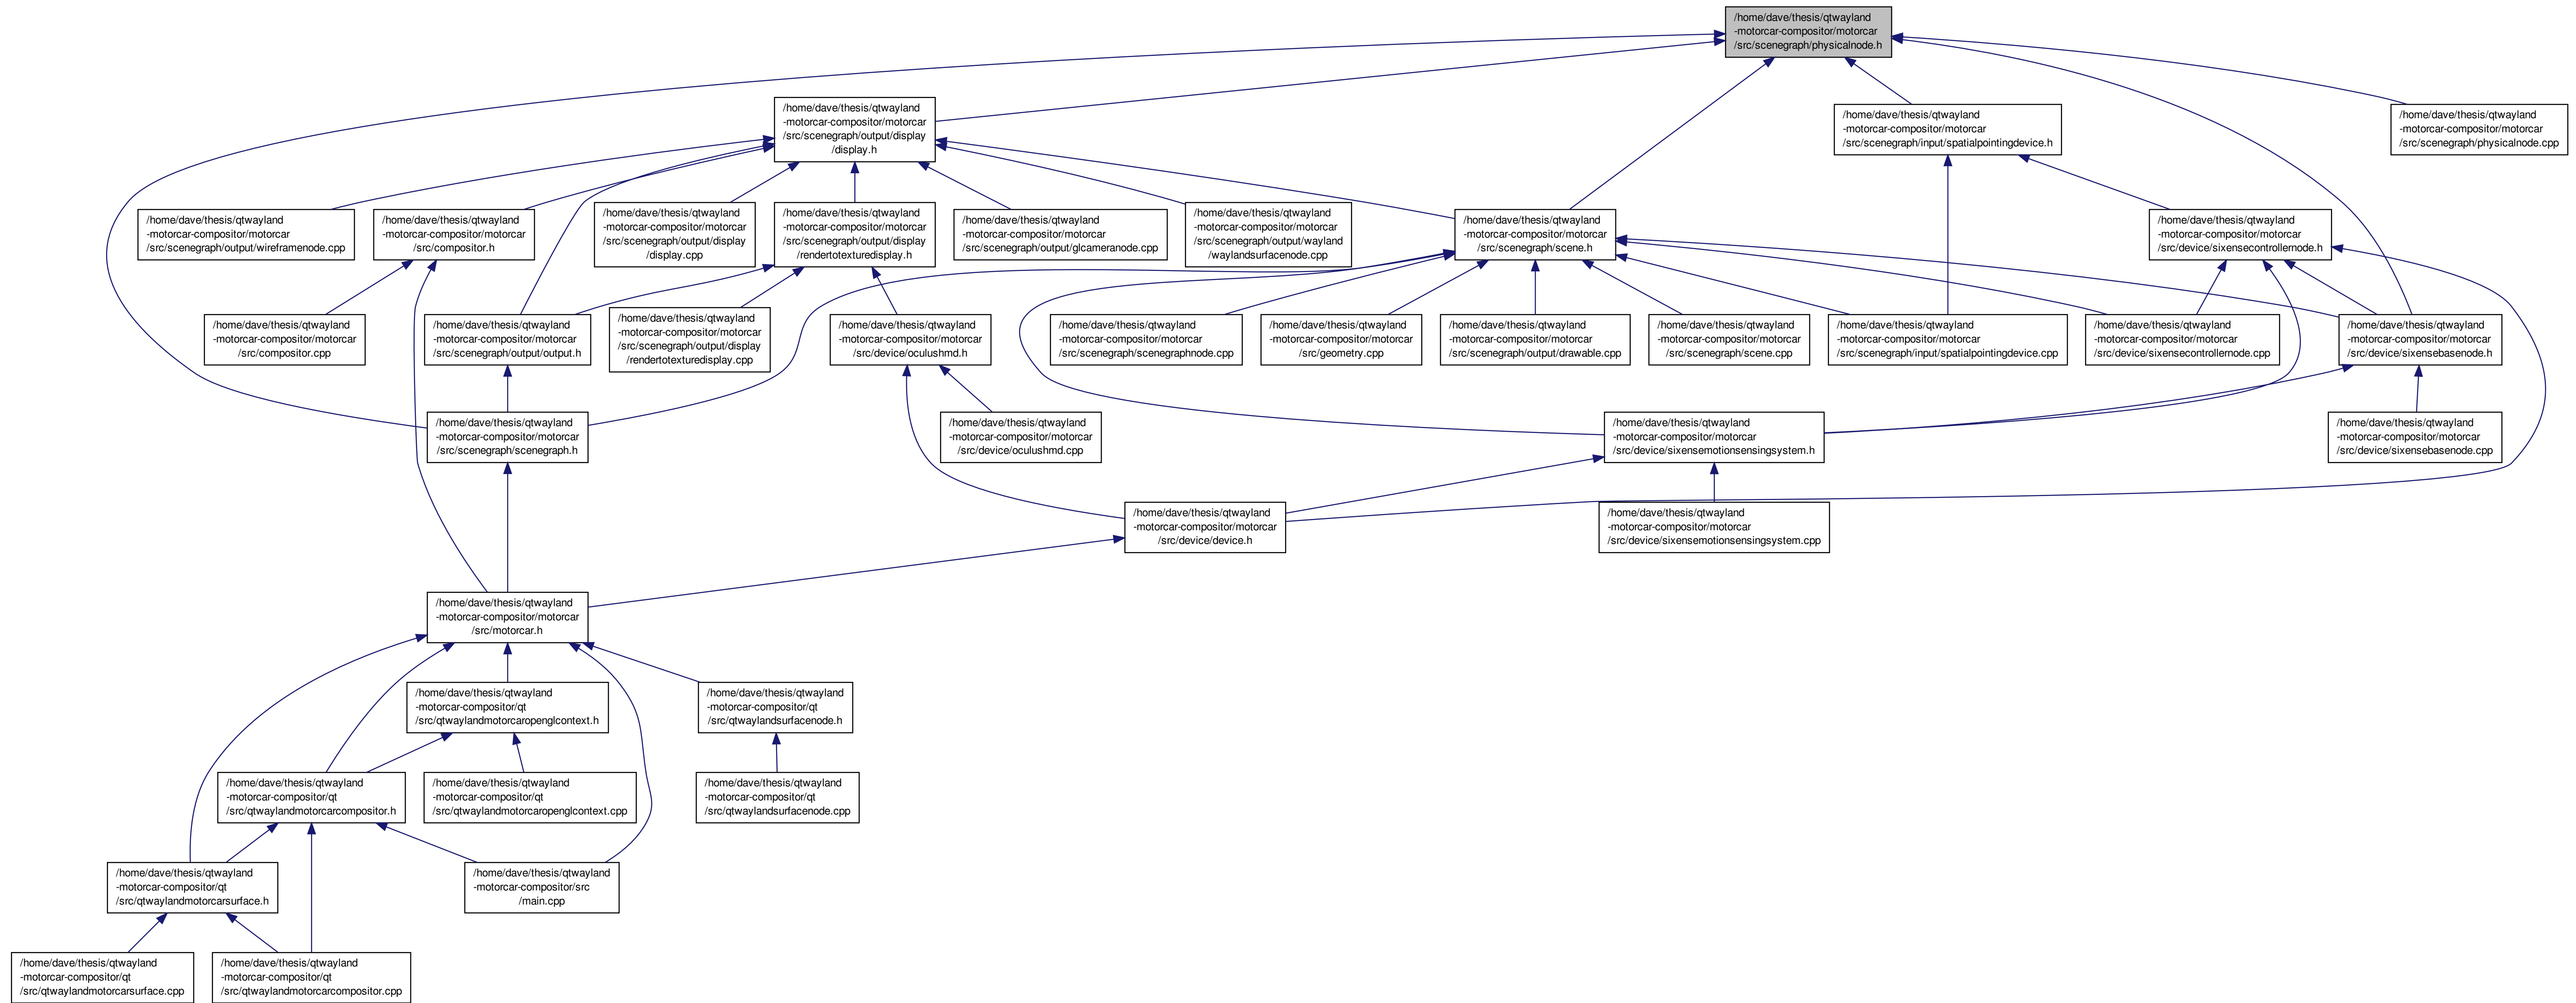 /home/dave/thesis/qtwayland
-motorcar-compositor/motorcar
/src/scenegraph/physicalnode.h
/home/dave/thesis/qtwayland
-motorcar-compositor/motorcar
/src/scenegraph/output/display
/display.h
/home/dave/thesis/qtwayland
-motorcar-compositor/motorcar
/src/scenegraph/input/spatialpointingdevice.h
/home/dave/thesis/qtwayland
-motorcar-compositor/motorcar
/src/scenegraph/physicalnode.cpp
/home/dave/thesis/qtwayland
-motorcar-compositor/motorcar
/src/scenegraph/output/wireframenode.cpp
/home/dave/thesis/qtwayland
-motorcar-compositor/motorcar
/src/compositor.h
/home/dave/thesis/qtwayland
-motorcar-compositor/motorcar
/src/scenegraph/output/display
/display.cpp
/home/dave/thesis/qtwayland
-motorcar-compositor/motorcar
/src/scenegraph/output/display
/rendertotexturedisplay.h
/home/dave/thesis/qtwayland
-motorcar-compositor/motorcar
/src/scenegraph/output/glcameranode.cpp
/home/dave/thesis/qtwayland
-motorcar-compositor/motorcar
/src/scenegraph/output/wayland
/waylandsurfacenode.cpp
/home/dave/thesis/qtwayland
-motorcar-compositor/motorcar
/src/scenegraph/scene.h
/home/dave/thesis/qtwayland
-motorcar-compositor/motorcar
/src/device/sixensecontrollernode.h
/home/dave/thesis/qtwayland
-motorcar-compositor/motorcar
/src/compositor.cpp
/home/dave/thesis/qtwayland
-motorcar-compositor/motorcar
/src/scenegraph/output/output.h
/home/dave/thesis/qtwayland
-motorcar-compositor/motorcar
/src/scenegraph/output/display
/rendertotexturedisplay.cpp
/home/dave/thesis/qtwayland
-motorcar-compositor/motorcar
/src/device/oculushmd.h
/home/dave/thesis/qtwayland
-motorcar-compositor/motorcar
/src/scenegraph/scenegraphnode.cpp
/home/dave/thesis/qtwayland
-motorcar-compositor/motorcar
/src/geometry.cpp
/home/dave/thesis/qtwayland
-motorcar-compositor/motorcar
/src/scenegraph/output/drawable.cpp
/home/dave/thesis/qtwayland
-motorcar-compositor/motorcar
/src/scenegraph/scene.cpp
/home/dave/thesis/qtwayland
-motorcar-compositor/motorcar
/src/scenegraph/input/spatialpointingdevice.cpp
/home/dave/thesis/qtwayland
-motorcar-compositor/motorcar
/src/device/sixensecontrollernode.cpp
/home/dave/thesis/qtwayland
-motorcar-compositor/motorcar
/src/device/sixensebasenode.h
/home/dave/thesis/qtwayland
-motorcar-compositor/motorcar
/src/scenegraph/scenegraph.h
/home/dave/thesis/qtwayland
-motorcar-compositor/motorcar
/src/device/oculushmd.cpp
/home/dave/thesis/qtwayland
-motorcar-compositor/motorcar
/src/device/sixensemotionsensingsystem.h
/home/dave/thesis/qtwayland
-motorcar-compositor/motorcar
/src/device/sixensebasenode.cpp
/home/dave/thesis/qtwayland
-motorcar-compositor/motorcar
/src/device/device.h
/home/dave/thesis/qtwayland
-motorcar-compositor/motorcar
/src/device/sixensemotionsensingsystem.cpp
/home/dave/thesis/qtwayland
-motorcar-compositor/motorcar
/src/motorcar.h
/home/dave/thesis/qtwayland
-motorcar-compositor/qt
/src/qtwaylandmotorcaropenglcontext.h
/home/dave/thesis/qtwayland
-motorcar-compositor/qt
/src/qtwaylandsurfacenode.h
/home/dave/thesis/qtwayland
-motorcar-compositor/qt
/src/qtwaylandmotorcarcompositor.h
/home/dave/thesis/qtwayland
-motorcar-compositor/qt
/src/qtwaylandmotorcaropenglcontext.cpp
/home/dave/thesis/qtwayland
-motorcar-compositor/qt
/src/qtwaylandsurfacenode.cpp
/home/dave/thesis/qtwayland
-motorcar-compositor/qt
/src/qtwaylandmotorcarsurface.h
/home/dave/thesis/qtwayland
-motorcar-compositor/src
/main.cpp
/home/dave/thesis/qtwayland
-motorcar-compositor/qt
/src/qtwaylandmotorcarsurface.cpp
/home/dave/thesis/qtwayland
-motorcar-compositor/qt
/src/qtwaylandmotorcarcompositor.cpp